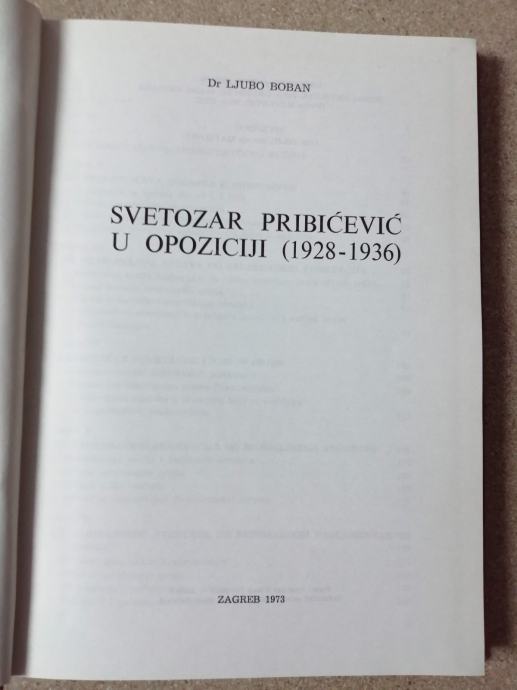 Dr LJUBO BOBAN
SVETOZAR PRIBIĆEVIĆ
U OPOZICIJI (1928-1936)
ZAGREB 1973